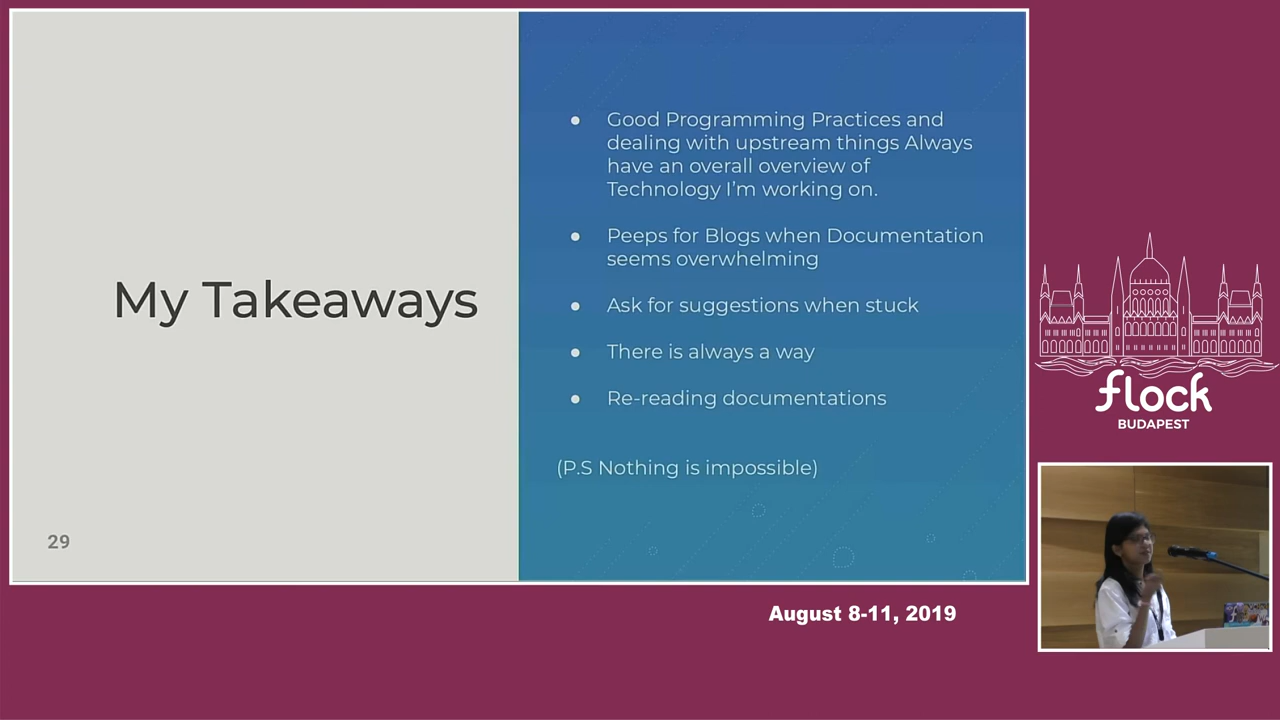 My Takeaways
29
● Good Programming Practices and
dealing with upstream things Always
have an overall overview of
Technology I'm working on.
● Peeps for Blogs when Documentation
seems overwhelming
● Ask for suggestions when stuck
● There is always a way
● Re-reading documentations
(P.S Nothing is impossible)
flock
BUDAPEST
August 8-11, 2019